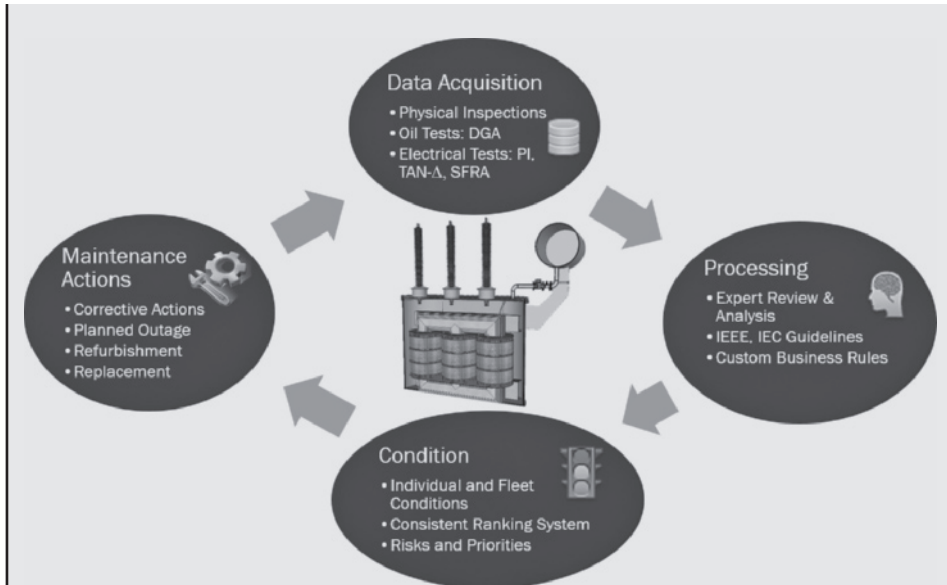 Data Acquisition
• Physical Inspections
• Oil Tests: DGA
• Electrical Tests: PI,
TAN-Δ, SFRA
Processing
• Expert Review &
Analysis
• IEEE, IEC Guidelines
• Custom Business Rules
Condition
• Individual and Fleet
Conditions
• Consistent Ranking System
• Risks and Priorities
Maintenance
Actions
• Corrective Actions
• Planned Outage
• Refurbishment
• Replacement